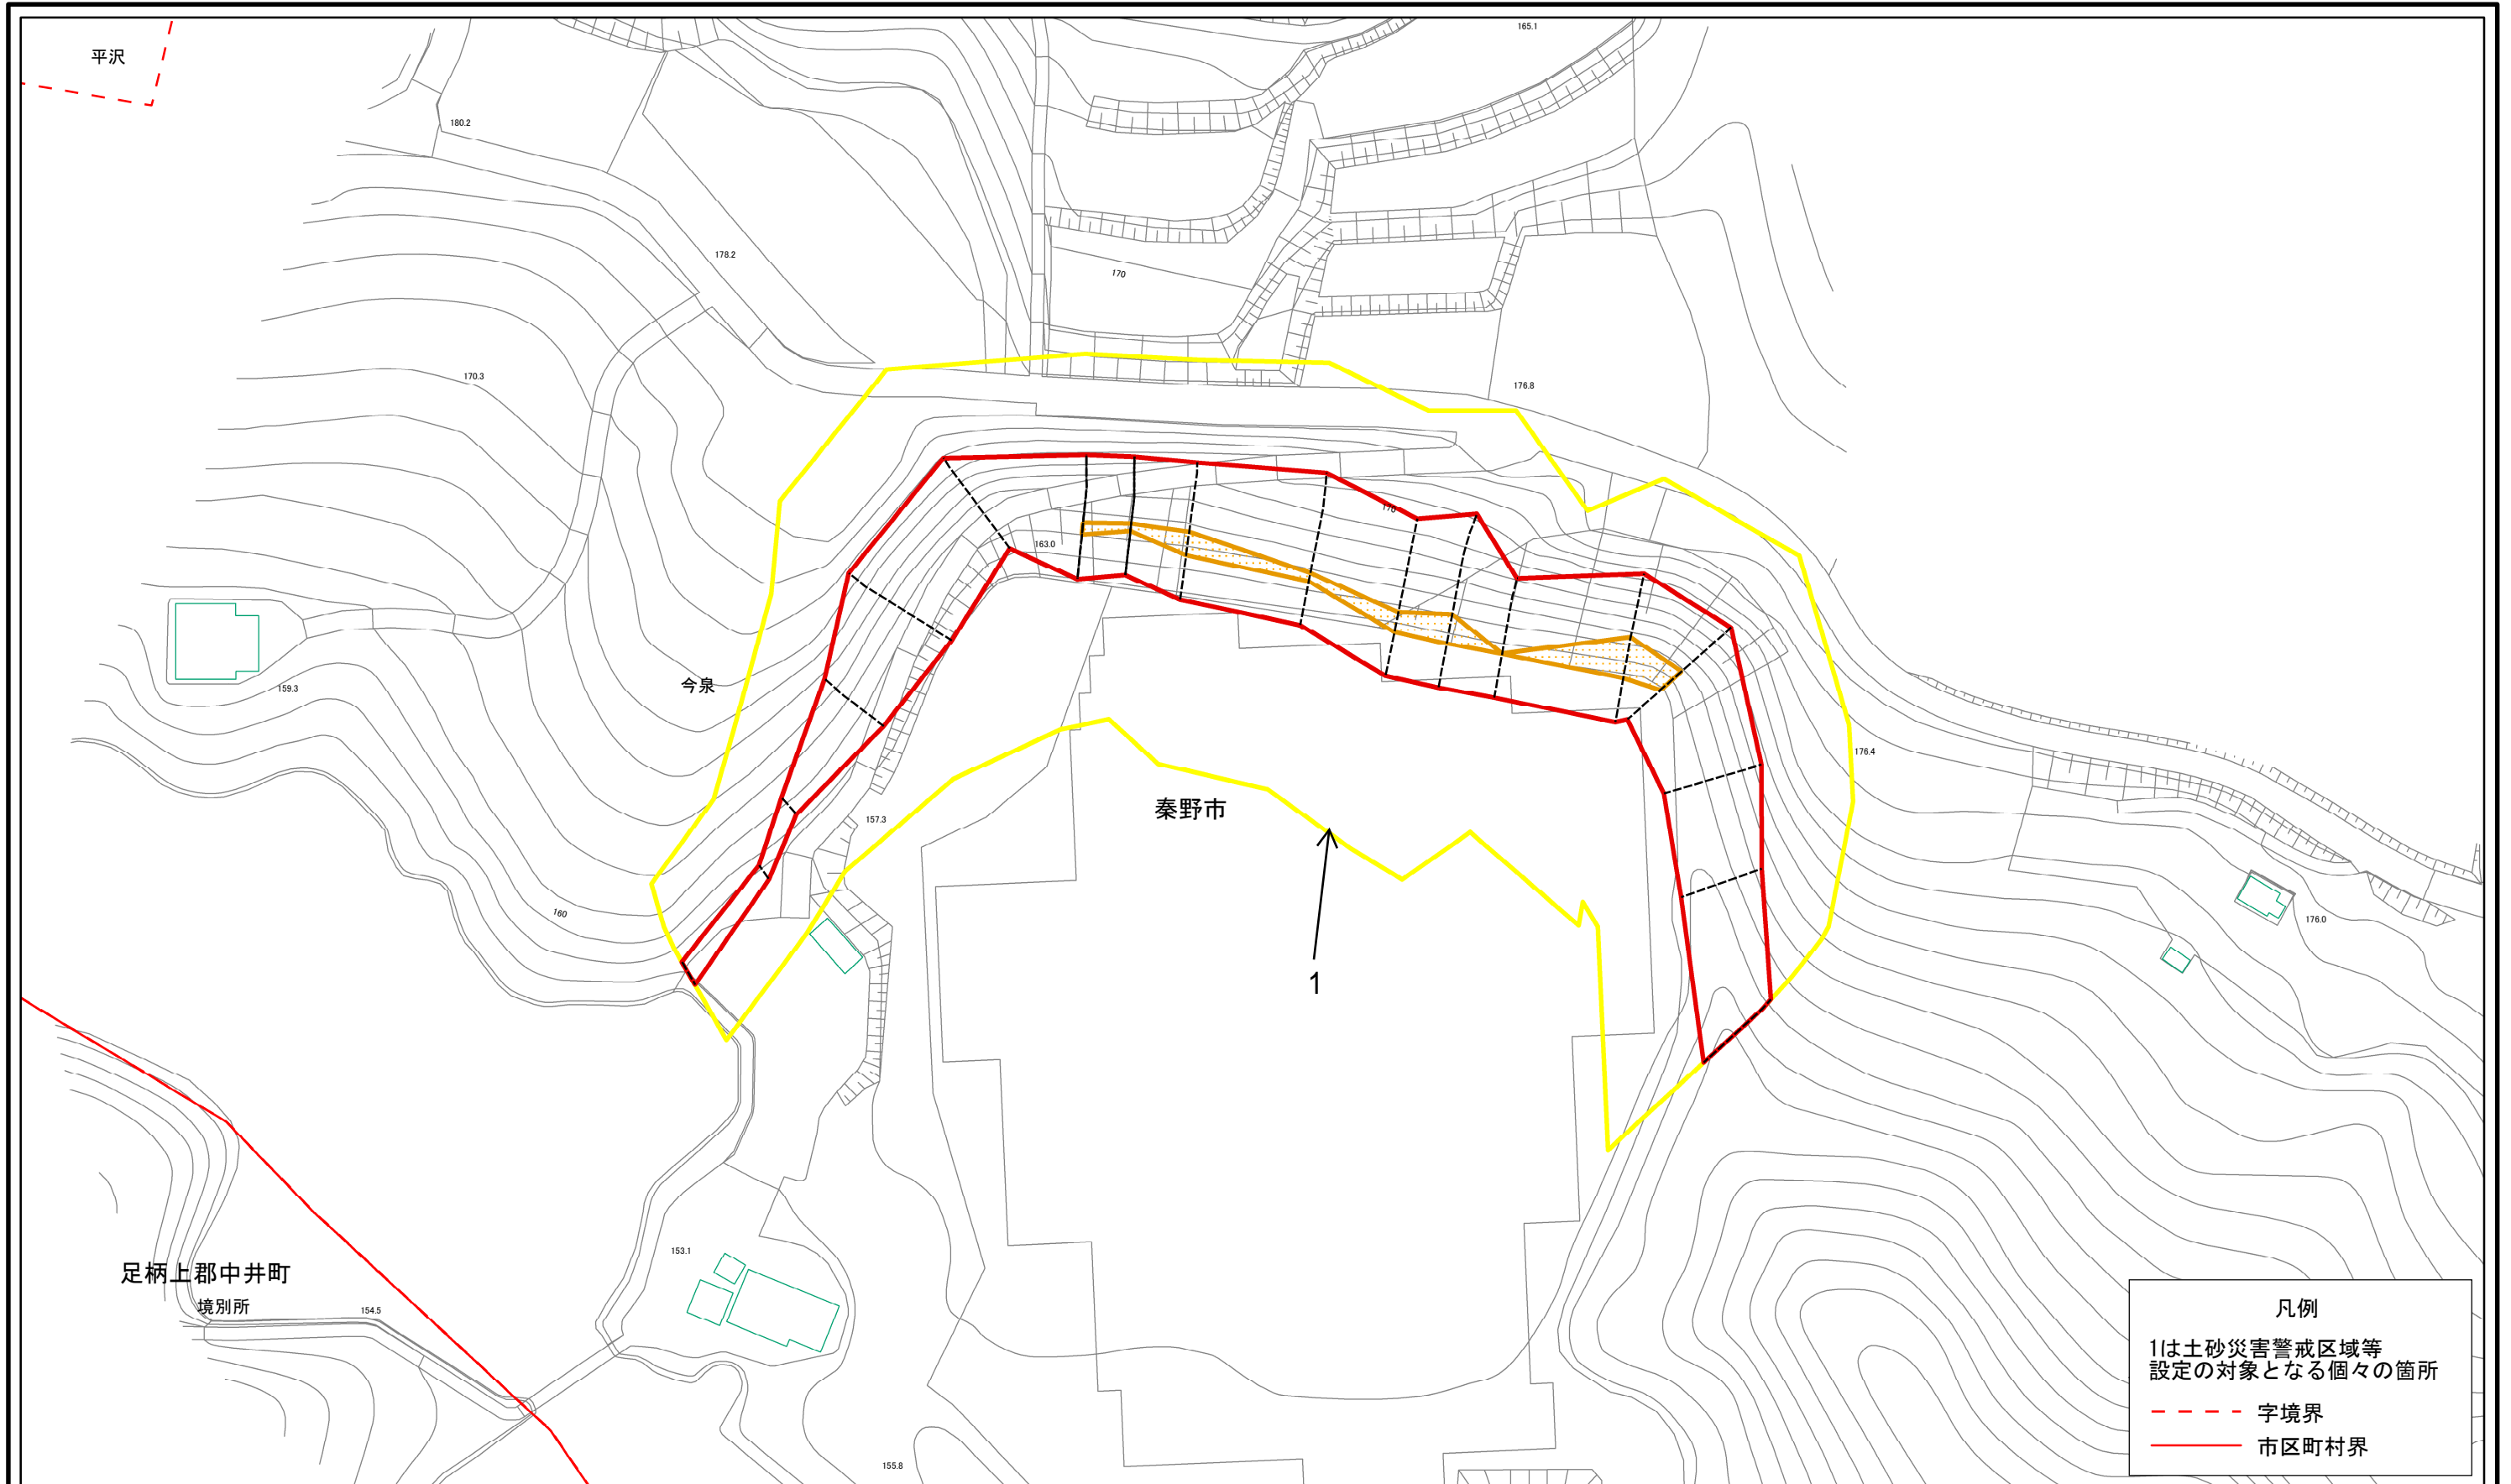 平沢
165.1
180.2
178.2
170
170.3
176.8
170
163.0
今泉
159.3
176.4
157.3
秦野市
160
176.0
1
153.1
足柄上郡中井町
境別所
154.5
155.8
凡例
1は土砂災害警戒区域等
設定の対象となる個々の箇所
字境界
市区町村界